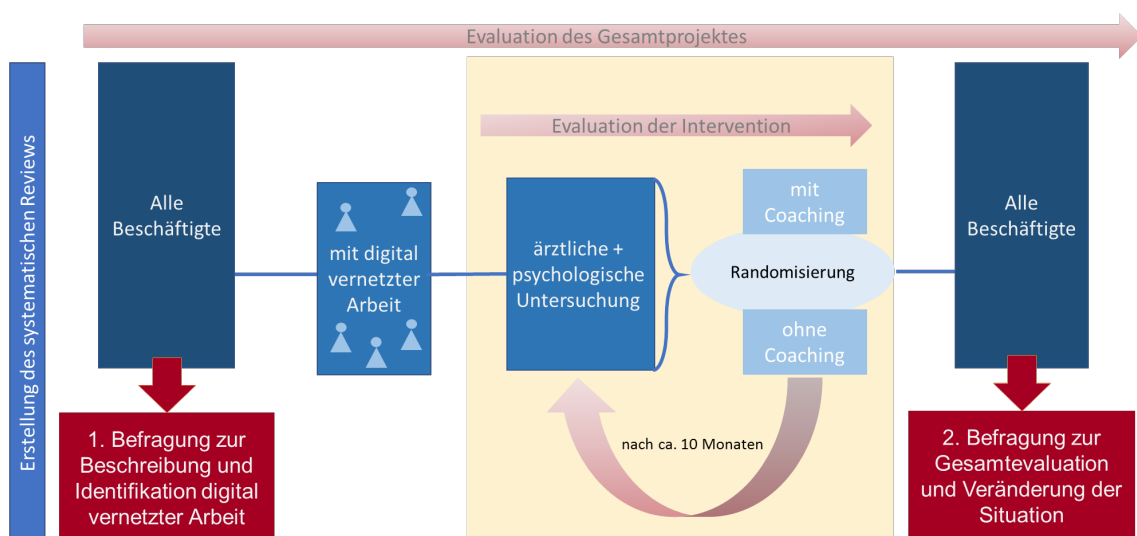 Evaluation des Gesamtprojektes
Erstellung des systematischen Reviews
Alle
Beschäftigte
1. Befragung zur
Beschreibung und
Identifikation digital
vernetzter Arbeit
mit digital
vernetzter
Arbeit
Evaluation der Intervention
ärztliche +
psychologische
Untersuchung
mit
Coaching
Randomisierung
ohne
Coaching
nach ca. 10 Monaten
Alle
Beschäftigte
2. Befragung zur
Gesamtevaluation
und Veränderung der
Situation